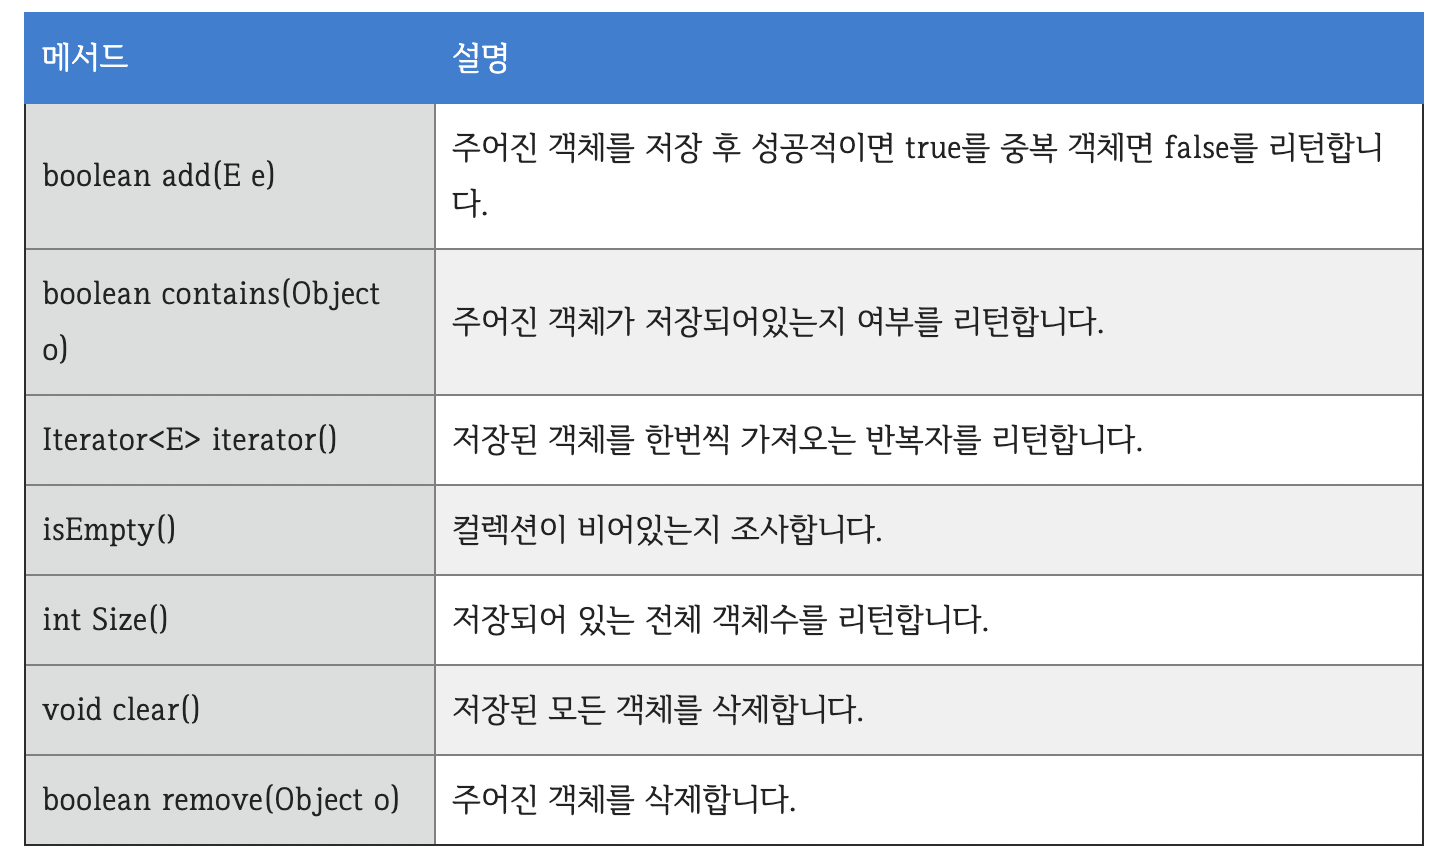 메서드
설명
boolean add(E e)
주어진 객체를 저장 후 성공적이면 true를 중복 객체면 false를 리턴합니
다.
boolean contains(Object
o)
주어진 객체가 저장되어있는지 여부를 리턴합니다.
Iterator<E> iterator()
저장된 객체를 한번씩 가져오는 반복자를 리턴합니다.
isEmpty()
컬렉션이 비어있는지 조사합니다.
int Size()
저장되어 있는 전체 객체수를 리턴합니다.
void clear()
저장된 모든 객체를 삭제합니다.
boolean remove(Object o)
주어진 객체를 삭제합니다.